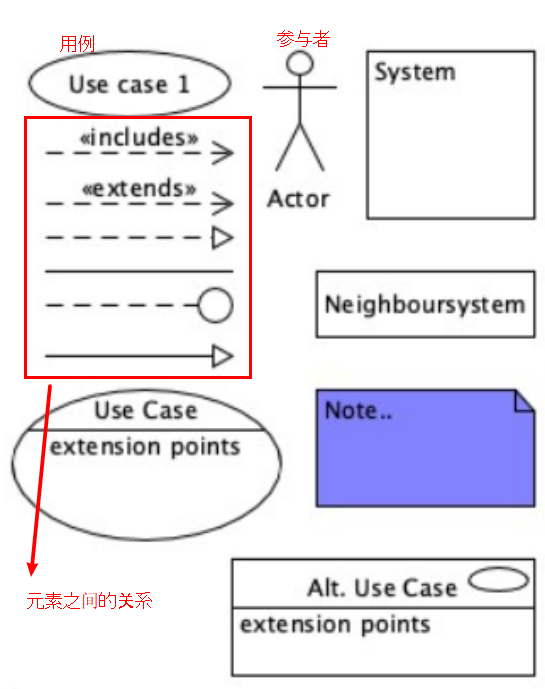 用例
参与者
Use case 1
System
«includes»
«extends»
Actor
Neighboursystem
Use Case
extension points
Note..
元素之间的关系
Alt. Use Case
extension points